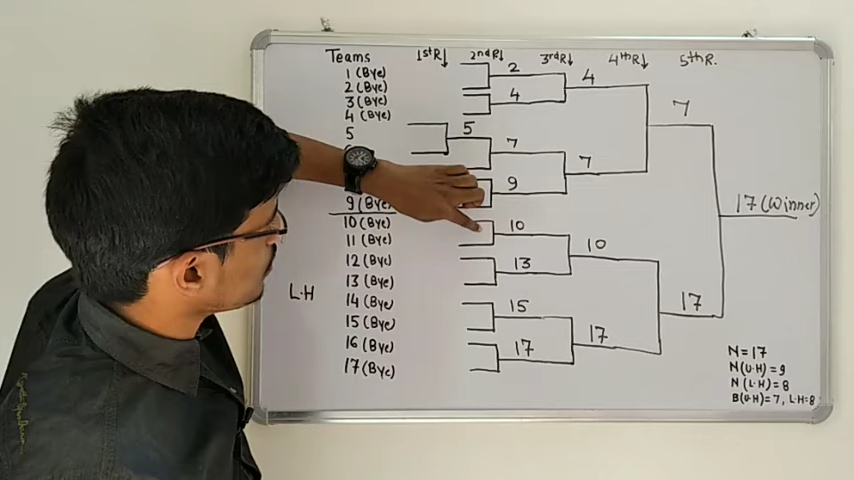 Teams 1stR↓ 2ndR↓ 3rdR↓ 4thR↓ 5thR.
1 (Bye)
2 (Bye)
3 (Bye)
4 (Bye)
5
9 (Bye)
10 (Bye)
11 (Bye)
12 (Bye)
13 (Bye)
14 (Bye)
15 (Bye)
16 (Bye)
17 (Bye)
L.H
5
2
4
7
9
10
13
15
17
4
7
10
17
7
17
17 (Winner)
N=17
N(U.H) = 9
N(L.H) = 8
B(U.H)=7, L.H=8